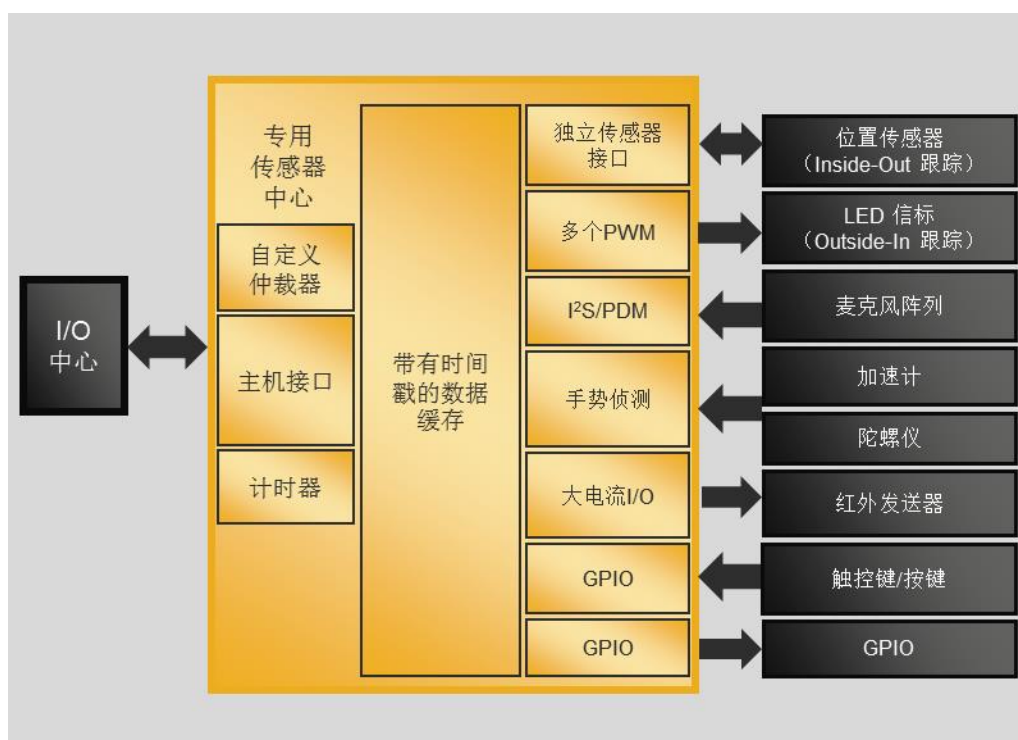 I/O
中心
专用
传感器
中心
自定义
仲裁器
主机接口
计时器
带有时间
戳的数据
缓存
独立传感器
接口
多个PWM
I²S/PDM
手势侦测
大电流I/O
GPIO
GPIO
位置传感器
（Inside-Out 跟踪）
LED 信标
（Outside-In 跟踪）
麦克风阵列
加速计
陀螺仪
红外发送器
触控键/按键
GPIO